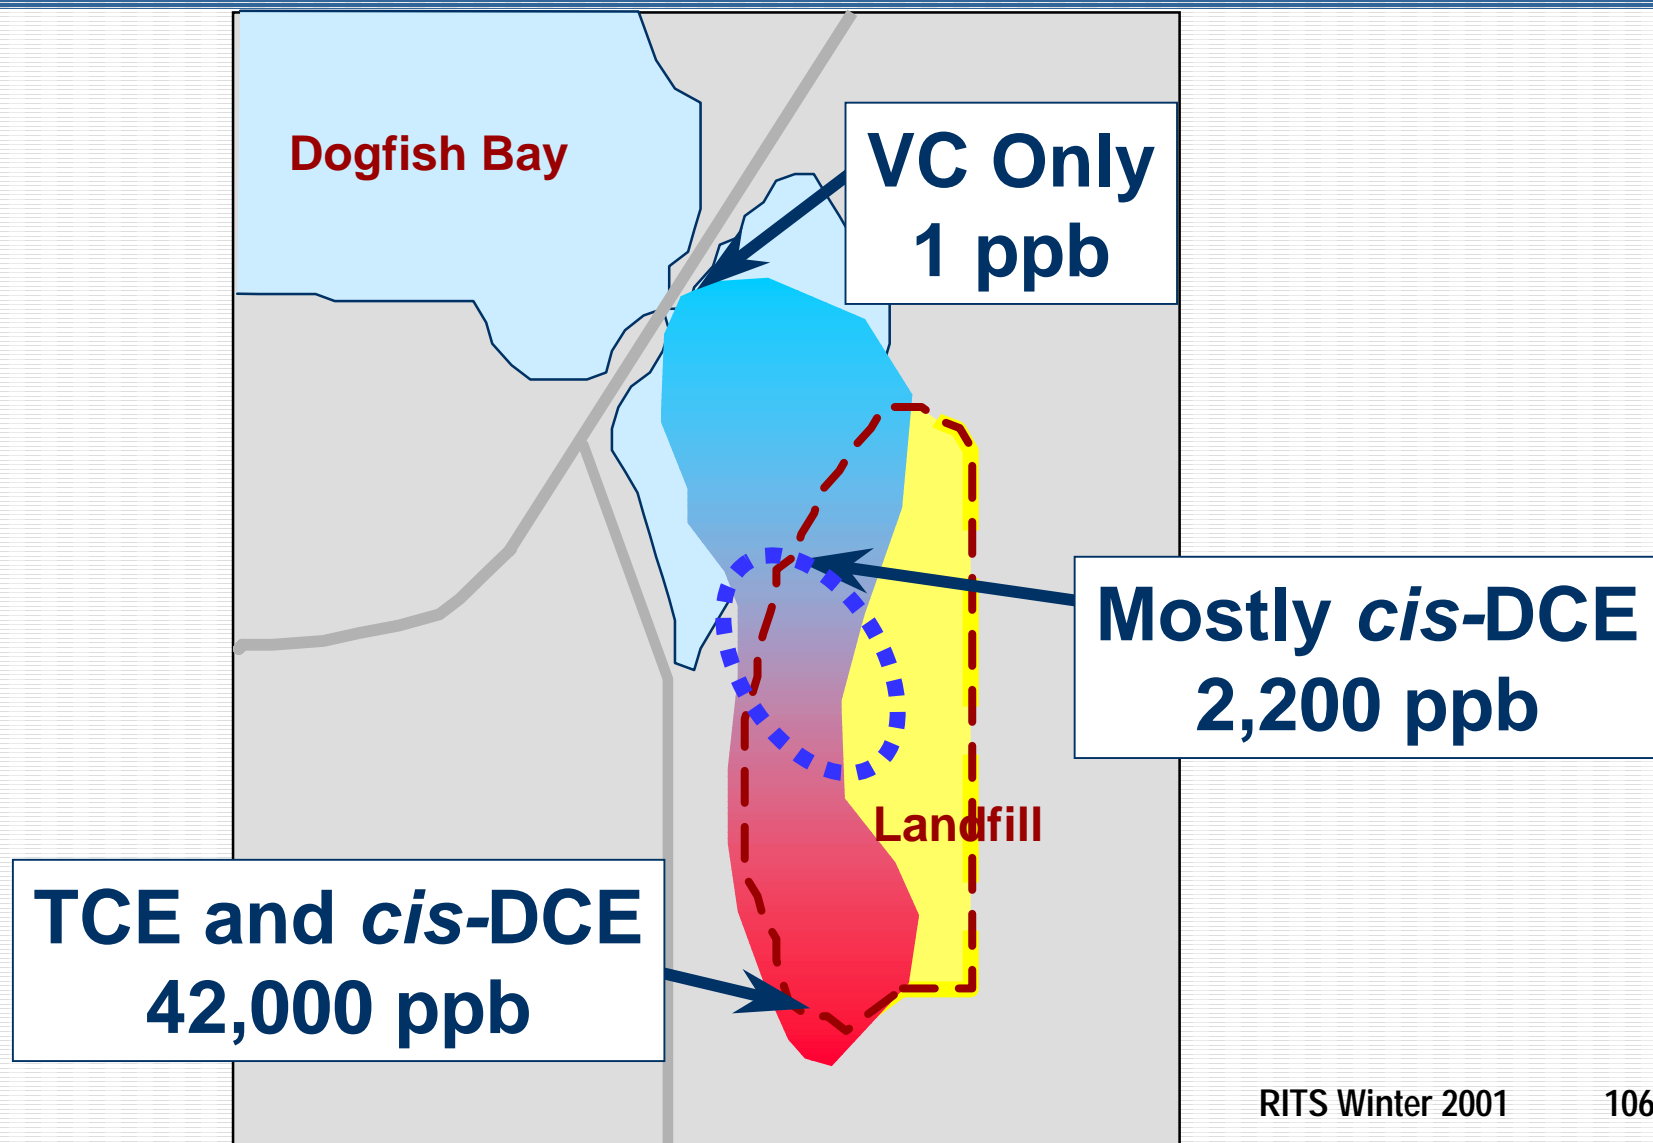 Dogfish Bay
VC Only
1 ppb
Mostly cis-DCE
2,200 ppb
Landfill
TCE and cis-DCE
42,000 ppb
RITS Winter 2001 106